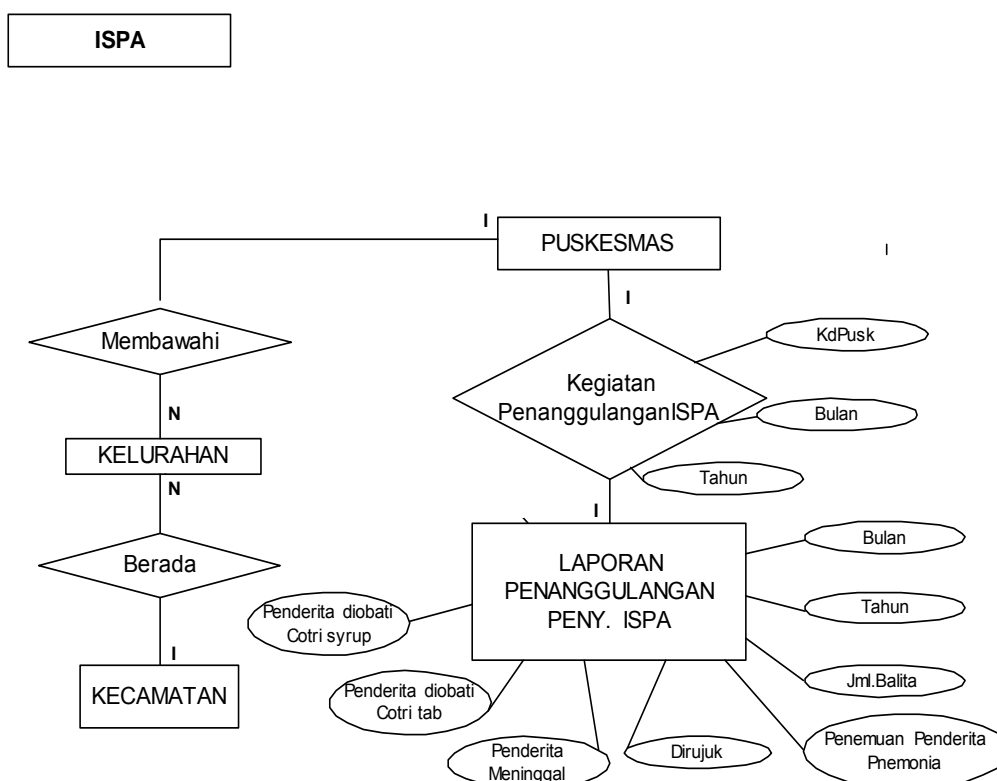 ISPA
I
PUSKESMAS
I
I
Membawahi
KdPusk
Kegiatan
PenanggulanganISPA
Bulan
N
KELURAHAN
N
Tahun
I
Berada
LAPORAN
PENANGGULANGAN
PENY. ISPA
Bulan
Tahun
Penderita diobati
Cotri syrup
I
KECAMATAN
Jml.Balita
Penderita diobati
Cotri tab
Penderita
Meninggal
Dirujuk
Penemuan Penderita
Pnemonia